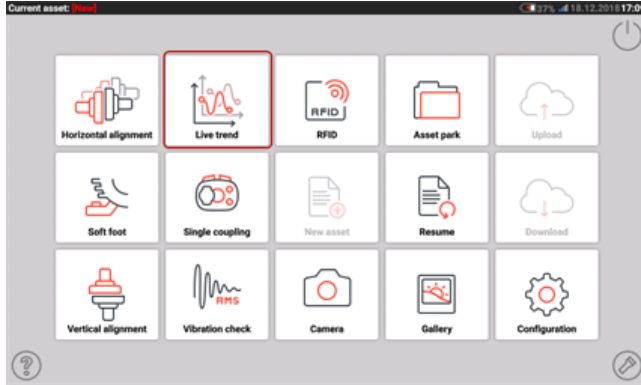 Current asset: [New]
37% 18.12.2018 17:0
Horizontal alignment
Live trend
RFID
RFID
Asset park
Upload
Soft foot
Single coupling
New asset
Resume
Download
Vertical alignment
RMS
Vibration check
Camera
Gallery
Configuration
?